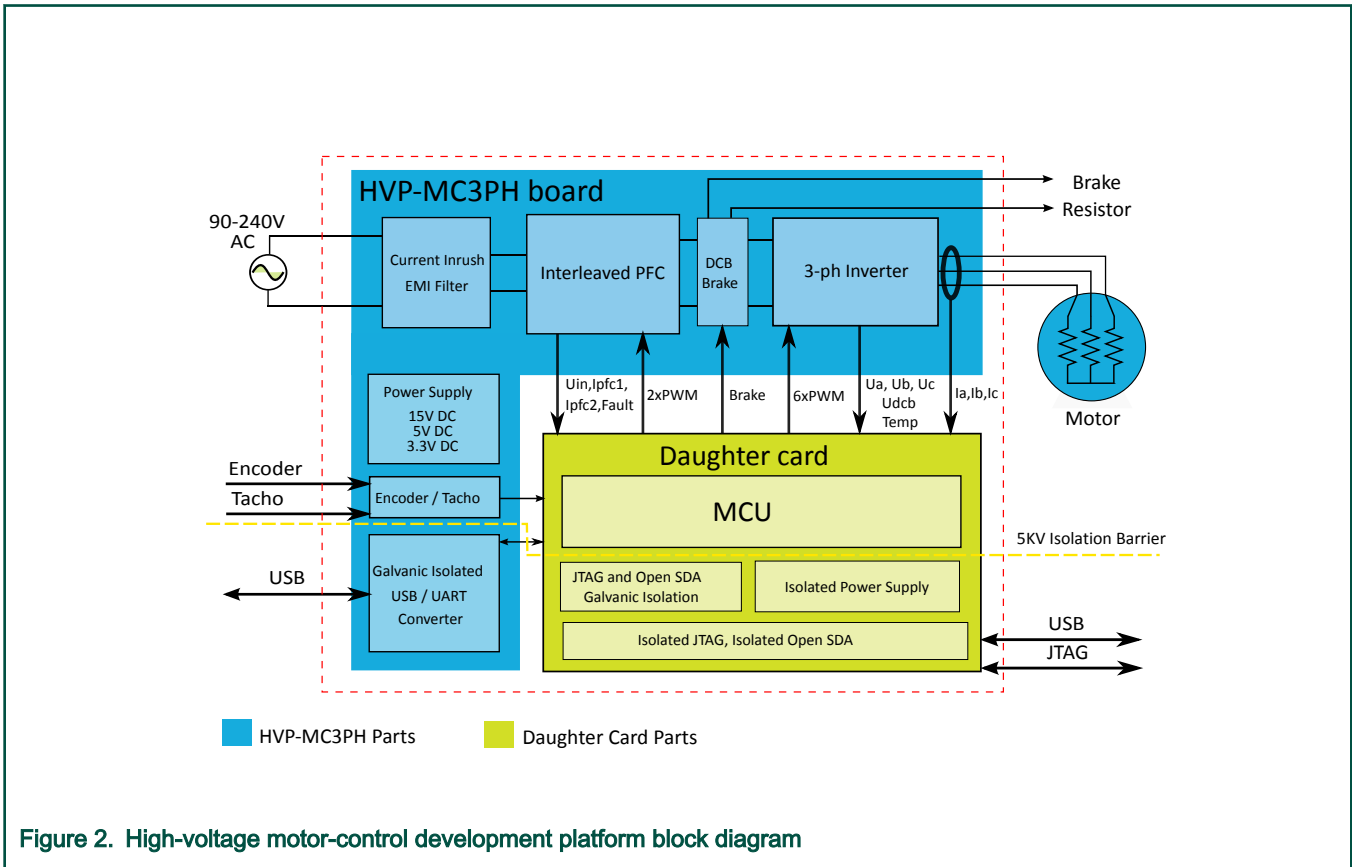 HVP-MC3PH board
90-240V
AC
Current Inrush
EMI Filter
Interleaved PFC
DCB
Brake
3-ph Inverter
Brake
Resistor
Motor
Uin,Ipfc1,
Ipfc2,Fault
2xPWM
Brake
6xPWM
Ua, Ub, Uc
Udcb
Temp
Ia,Ib,Ic
Power Supply
15V DC
5V DC
3.3V DC
Encoder
Tacho
Encoder / Tacho
Daughter card
MCU
5KV Isolation Barrier
USB
Galvanic Isolated
USB / UART
Converter
JTAG and Open SDA
Galvanic Isolation
Isolated Power Supply
Isolated JTAG, Isolated Open SDA
USB
JTAG
HVP-MC3PH Parts
Daughter Card Parts
Figure 2. High-voltage motor-control development platform block diagram